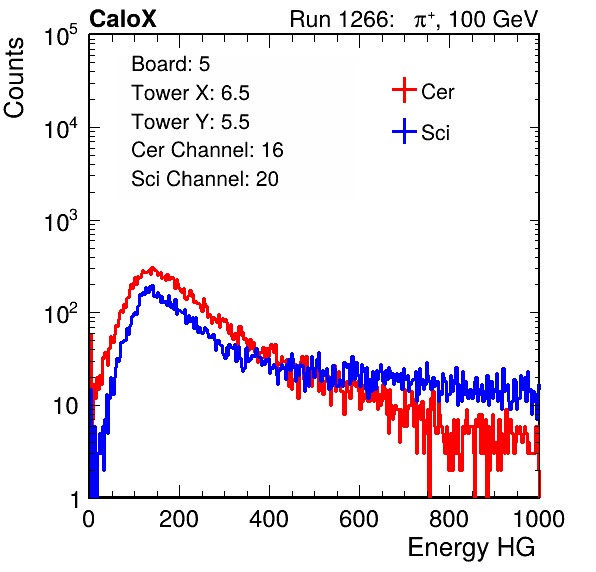 CaloX Run 1266: π⁺, 100 GeV
Counts
10⁵
10⁴
10³
10²
10
1
Board: 5
Tower X: 6.5
Tower Y: 5.5
Cer Channel: 16
Sci Channel: 20
Cer
Sci
0 200 400 600 800 1000
Energy HG